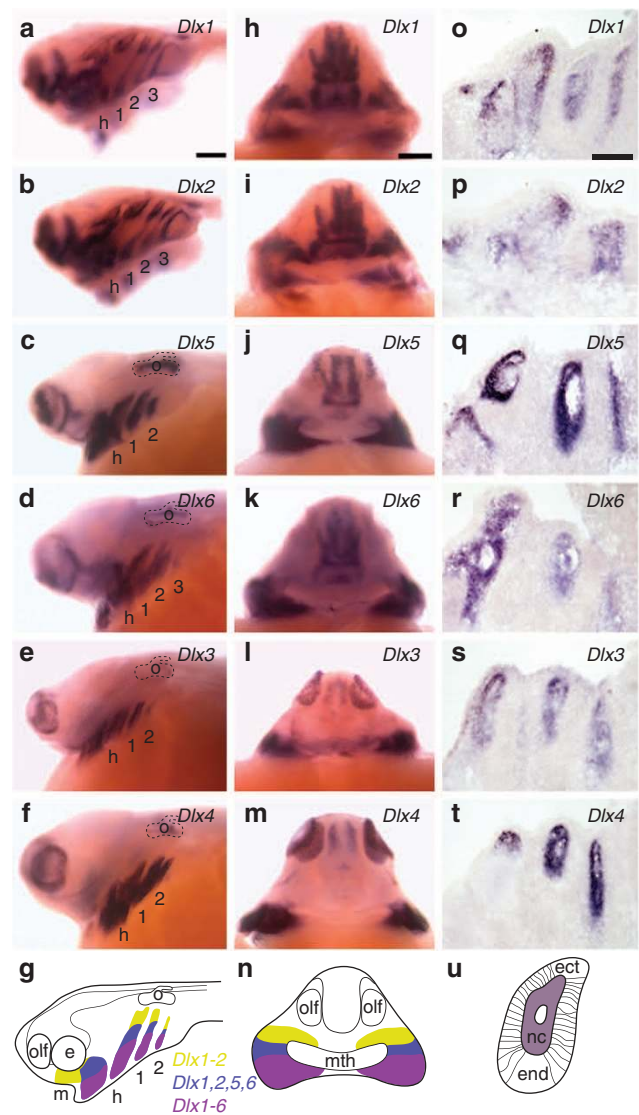 a Dlx1 h 1 2 3
h Dlx1
o Dlx1
b Dlx2 h 1 2 3
i Dlx2
p Dlx2
c Dlx5 o h 1 2
j Dlx5
q Dlx5
d Dlx6 o h 1 2 3
k Dlx6
r Dlx6
e Dlx3 o h 1 2
l Dlx3
s Dlx3
f Dlx4 o h 1 2
m Dlx4
t Dlx4
g o olf e m h 1 2
Dlx1-2
Dlx1,2,5,6
Dlx1-6
n olf olf mth
u ect nc end